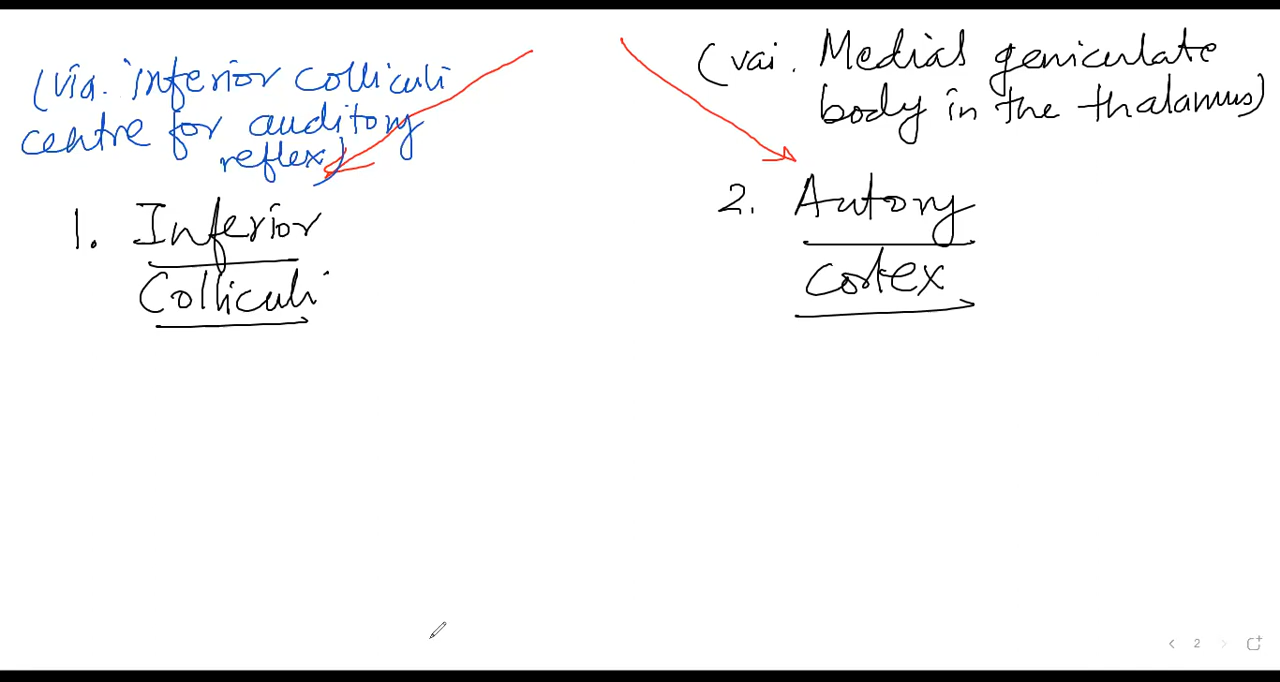 (via. inferior colliculi
centre for auditory
reflex)
1. Inferior
Colliculi
(vai. Medial geniculate
body in the thalamus)
2. Autory
cortex
2